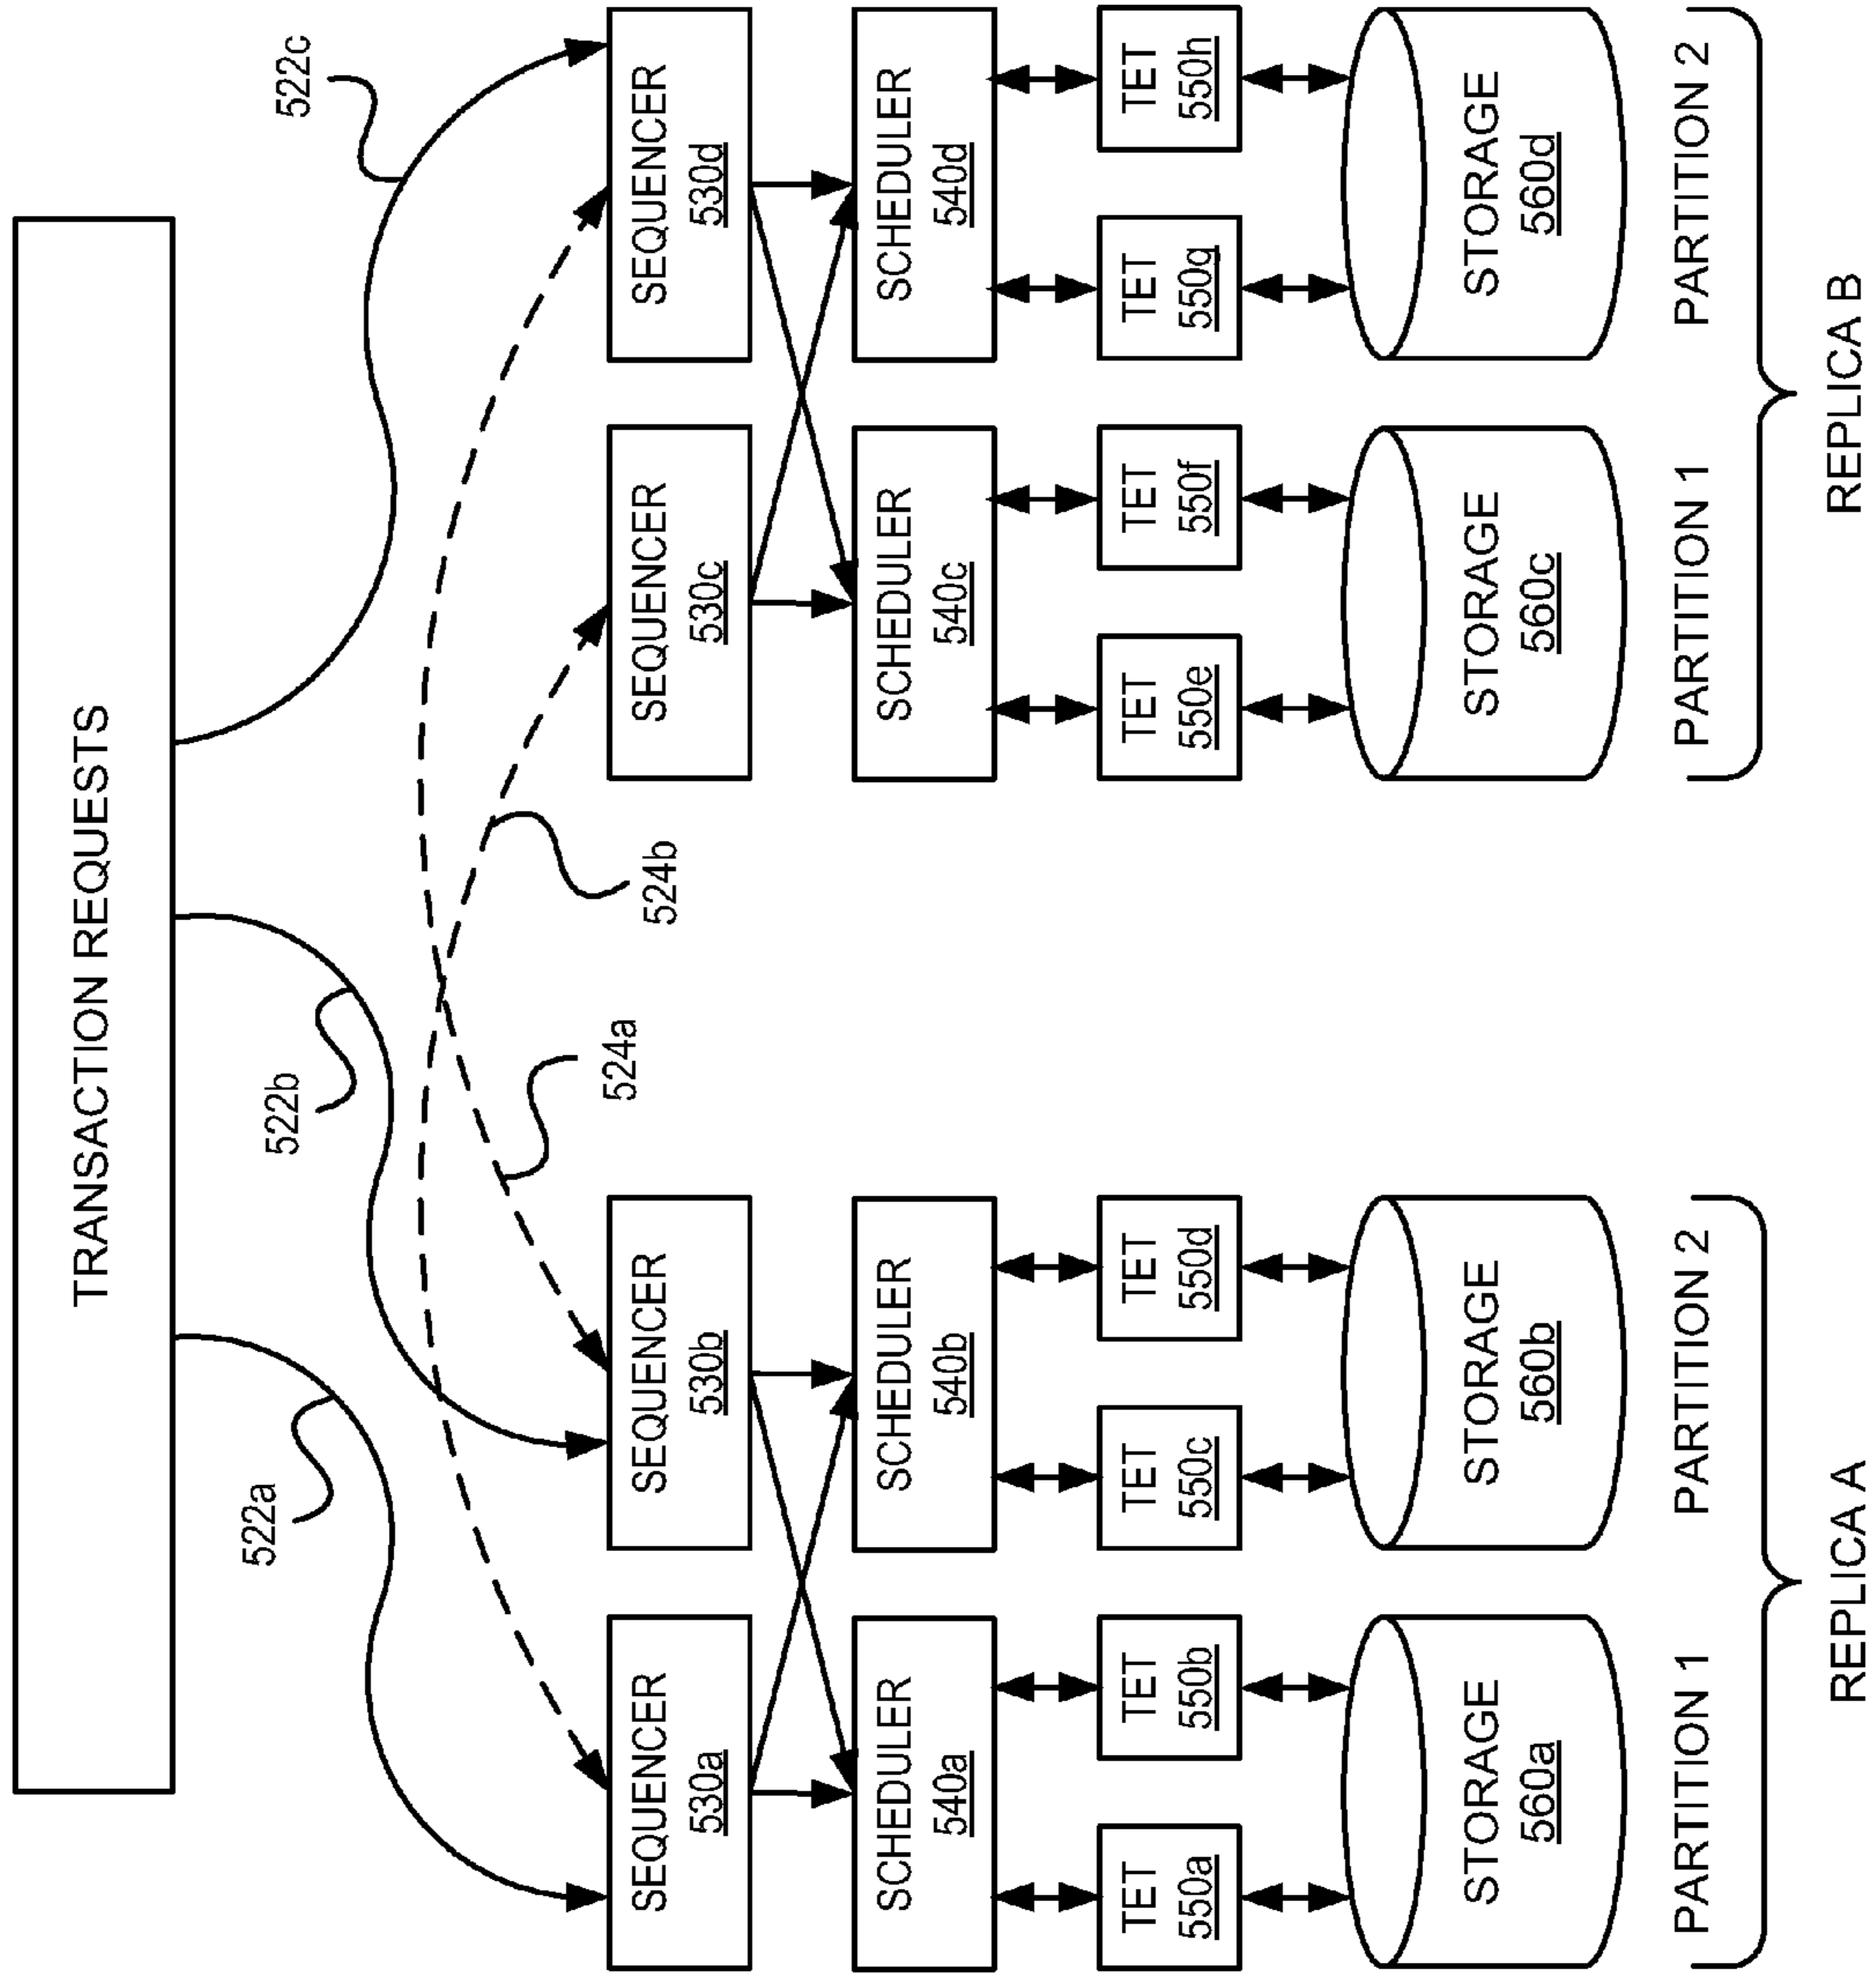 TRANSACTION REQUESTS
522a
522b
522c
524a
524b
SEQUENCER
530a
SEQUENCER
530b
SEQUENCER
530c
SEQUENCER
530d
SCHEDULER
540a
SCHEDULER
540b
SCHEDULER
540c
SCHEDULER
540d
TET
550a
TET
550b
TET
550c
TET
550d
TET
550e
TET
550f
TET
550g
TET
550h
STORAGE
560a
STORAGE
560b
STORAGE
560c
STORAGE
560d
PARTITION 1
PARTITION 2
PARTITION 1
PARTITION 2
REPLICA A
REPLICA B